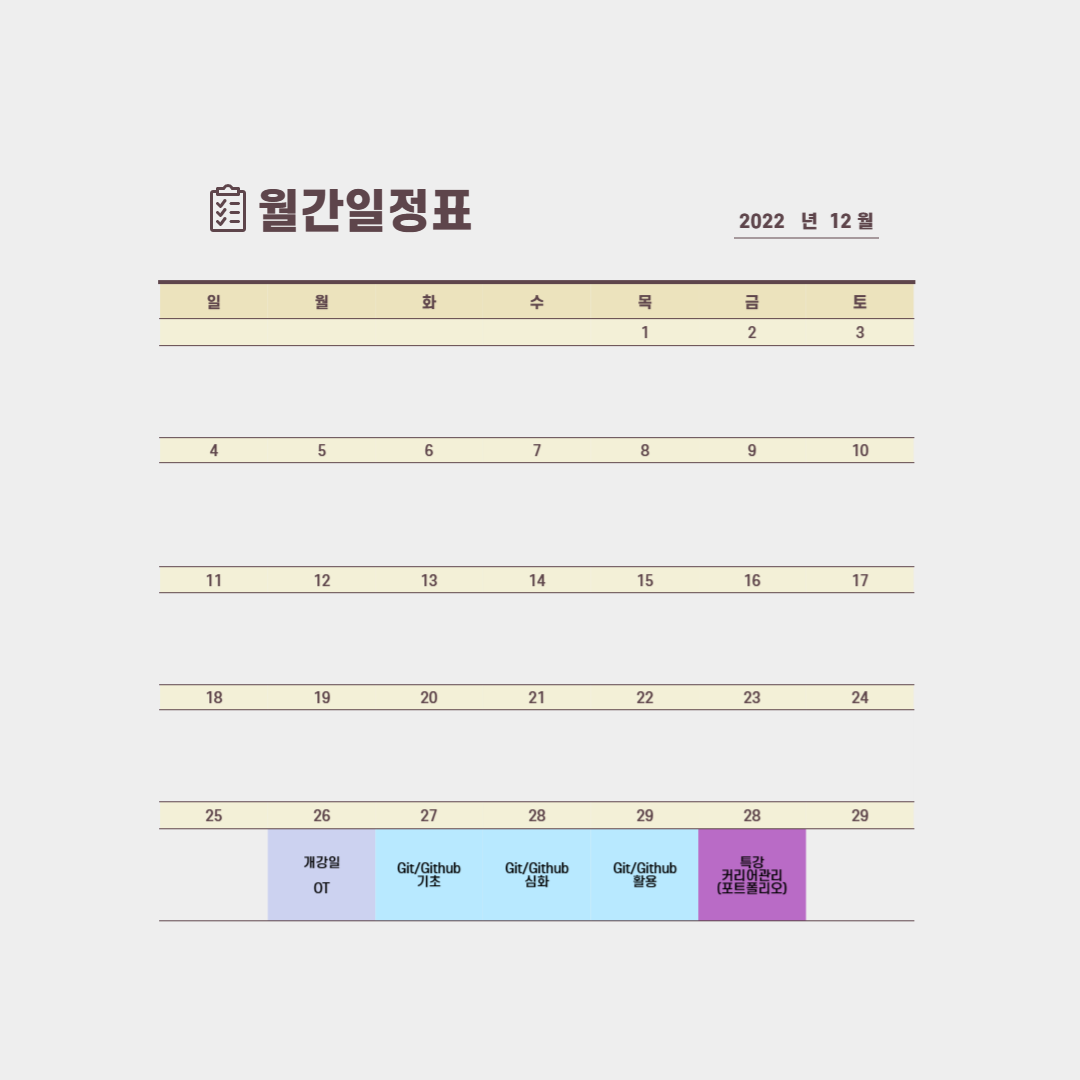 월간일정표
2022 년 12 월
일 월 화 수 목 금 토
1 2 3
4 5 6 7 8 9 10
11 12 13 14 15 16 17
18 19 20 21 22 23 24
25 26 27 28 29 28 29
개강일
OT
Git/Github
기초
Git/Github
심화
Git/Github
활용
특강
커리어관리
(포트폴리오)